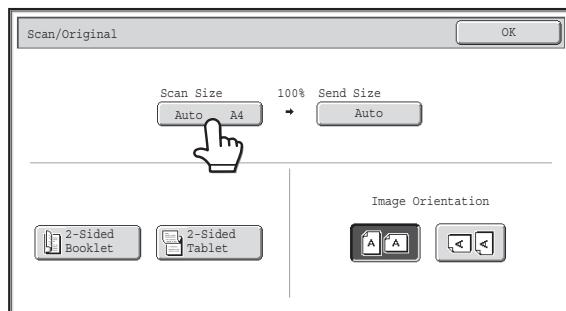 Scan/Original
OK
Scan Size 100% Send Size
Auto A4
Auto
Image Orientation
2-Sided
Booklet
2-Sided
Tablet
A A
A A